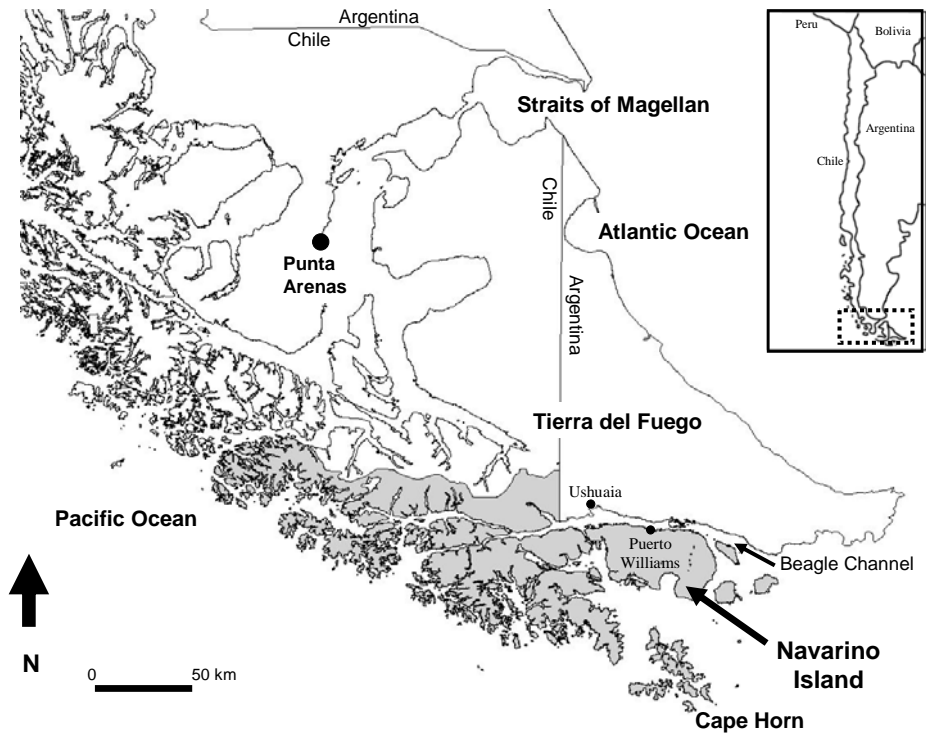 Argentina
Chile
Straits of Magellan
Peru
Bolivia
Argentina
Chile
Chile
Argentina
Atlantic Ocean
Punta
Arenas
Tierra del Fuego
Ushuaia
Pacific Ocean
Puerto
Williams
Beagle Channel
N
0 50 km
Navarino
Island
Cape Horn